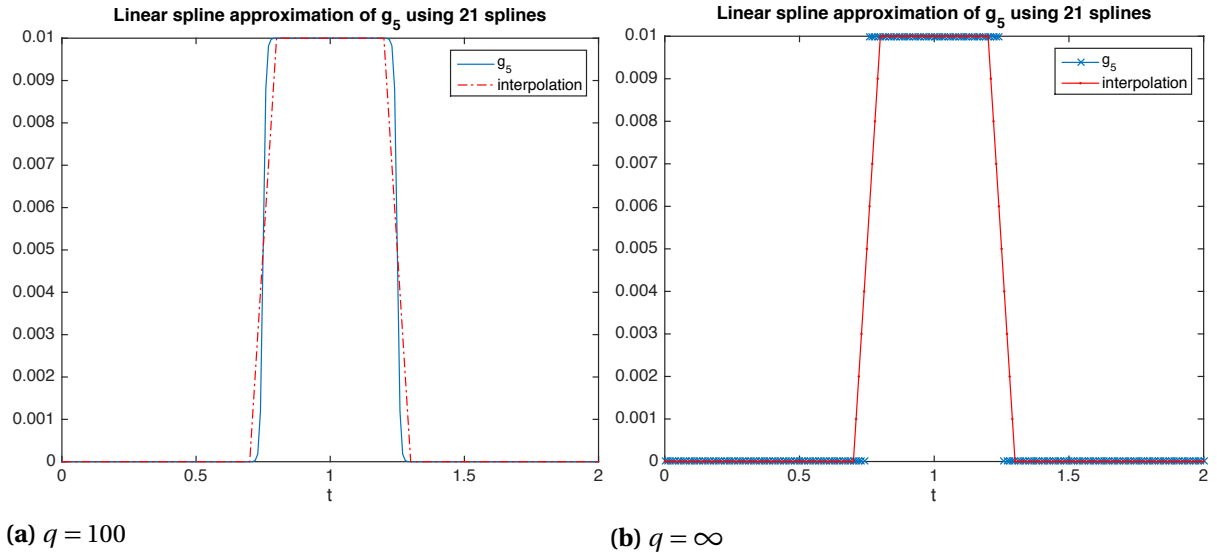 Linear spline approximation of g5 using 21 splines
0.01
0.009
0.008
0.007
0.006
0.005
0.004
0.003
0.002
0.001
0
0 0.5 1 1.5 2
t
g5
interpolation
(a) q = 100
Linear spline approximation of g5 using 21 splines
0.01
0.009
0.008
0.007
0.006
0.005
0.004
0.003
0.002
0.001
0
0 0.5 1 1.5 2
t
g5
interpolation
(b) q = ∞